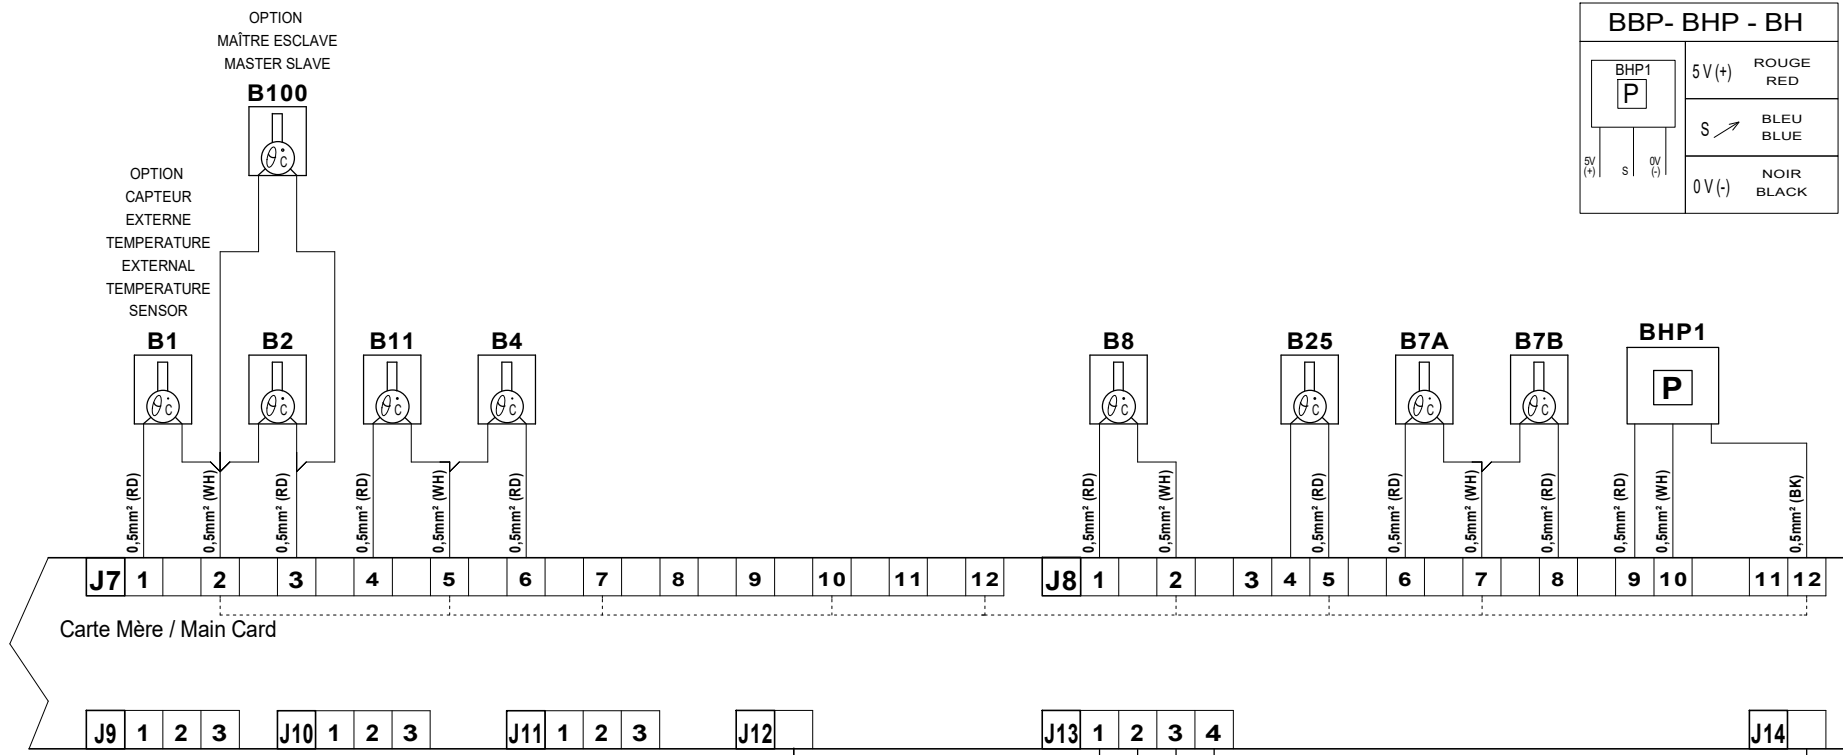 OPTION
MAÎTRE ESCLAVE
MASTER SLAVE
B100
θ°c
BBP- BHP - BH
BHP1
P
5V
(+)
S
0V
(-)
5 V (+) ROUGE
RED
S BLEU
BLUE
0 V (-) NOIR
BLACK
OPTION
CAPTEUR
EXTERNE
TEMPERATURE
EXTERNAL
TEMPERATURE
SENSOR
B1 B2 B11 B4 B8 B25 B7A B7B BHP1
θ°c θ°c θ°c θ°c θ°c θ°c θ°c θ°c P
0,5mm² (RD) 0,5mm² (WH) 0,5mm² (RD) 0,5mm² (RD) 0,5mm² (WH) 0,5mm² (RD) 0,5mm² (RD) 0,5mm² (WH) 0,5mm² (RD) 0,5mm² (RD) 0,5mm² (WH) 0,5mm² (RD) 0,5mm² (RD) 0,5mm² (WH) 0,5mm² (BK)
J7 1 2 3 4 5 6 7 8 9 10 11 12 J8 1 2 3 4 5 6 7 8 9 10 11 12
Carte Mère / Main Card
J9 1 2 3 J10 1 2 3 J11 1 2 3 J12 J13 1 2 3 4 J14